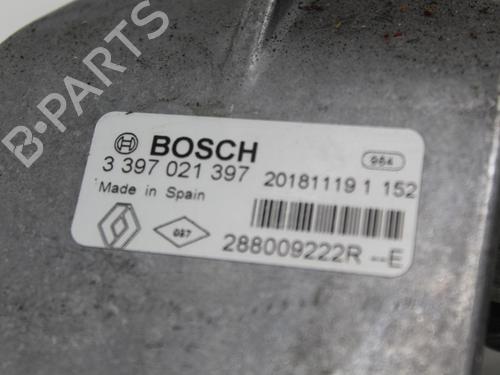 B-PARTS
BOSCH
964
3 397 021 397 20181119 1 152
Made in Spain
087
288009222R --E